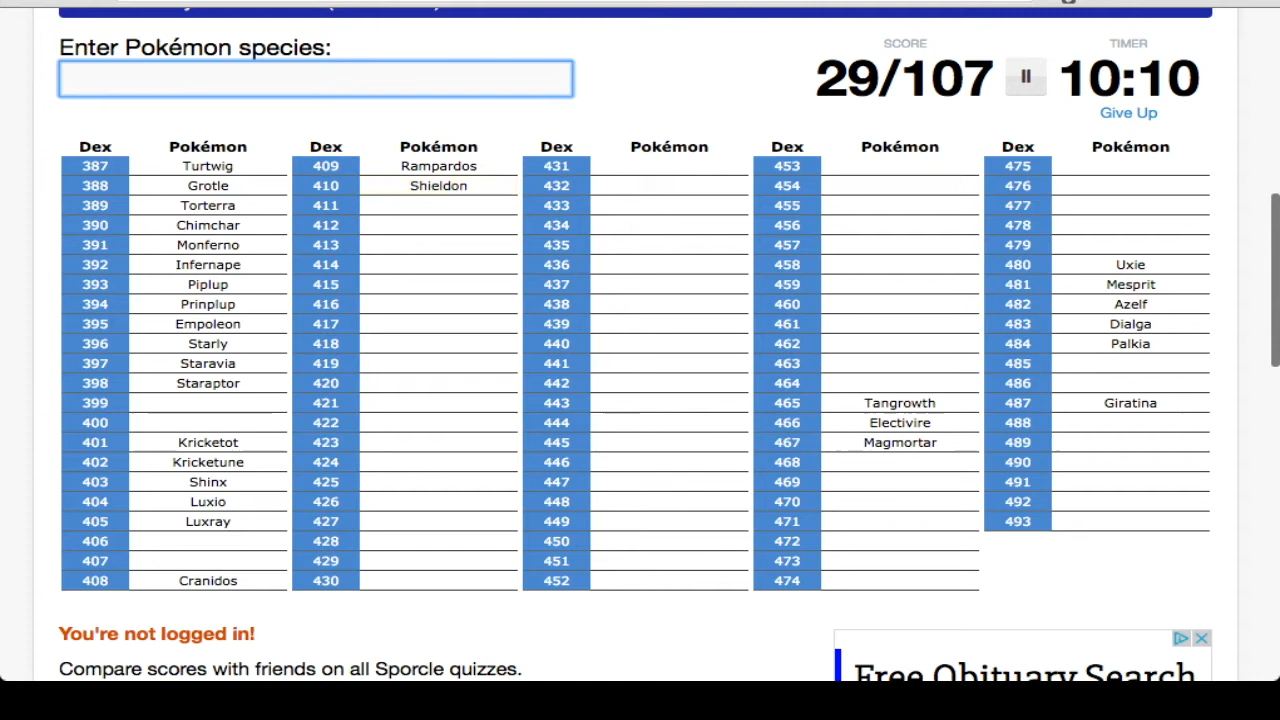 Enter Pokémon species:
SCORE TIMER
29/107 10:10
Give Up
Dex Pokémon Dex Pokémon Dex Pokémon Dex Pokémon Dex Pokémon
387 Turtwig 409 Rampardos 431 453 475
388 Grotle 410 Shieldon 432 454 476
389 Torterra 411 433 455 477
390 Chimchar 412 434 456 478
391 Monferno 413 435 457 479
392 Infernape 414 436 458 480 Uxie
393 Piplup 415 437 459 481 Mesprit
394 Prinplup 416 438 460 482 Azelf
395 Empoleon 417 439 461 483 Dialga
396 Starly 418 440 462 484 Palkia
397 Staravia 419 441 463 485
398 Staraptor 420 442 464 486
399 421 443 465 Tangrowth 487 Giratina
400 422 444 466 Electivire 488
401 Kricketot 423 445 467 Magmortar 489
402 Kricketune 424 446 468 490
403 Shinx 425 447 469 491
404 Luxio 426 448 470 492
405 Luxray 427 449 471 493
406 428 450 472
407 429 451 473
408 Cranidos 430 452 474
You're not logged in!
Compare scores with friends on all Sporcle quizzes.
Free Obituary Search